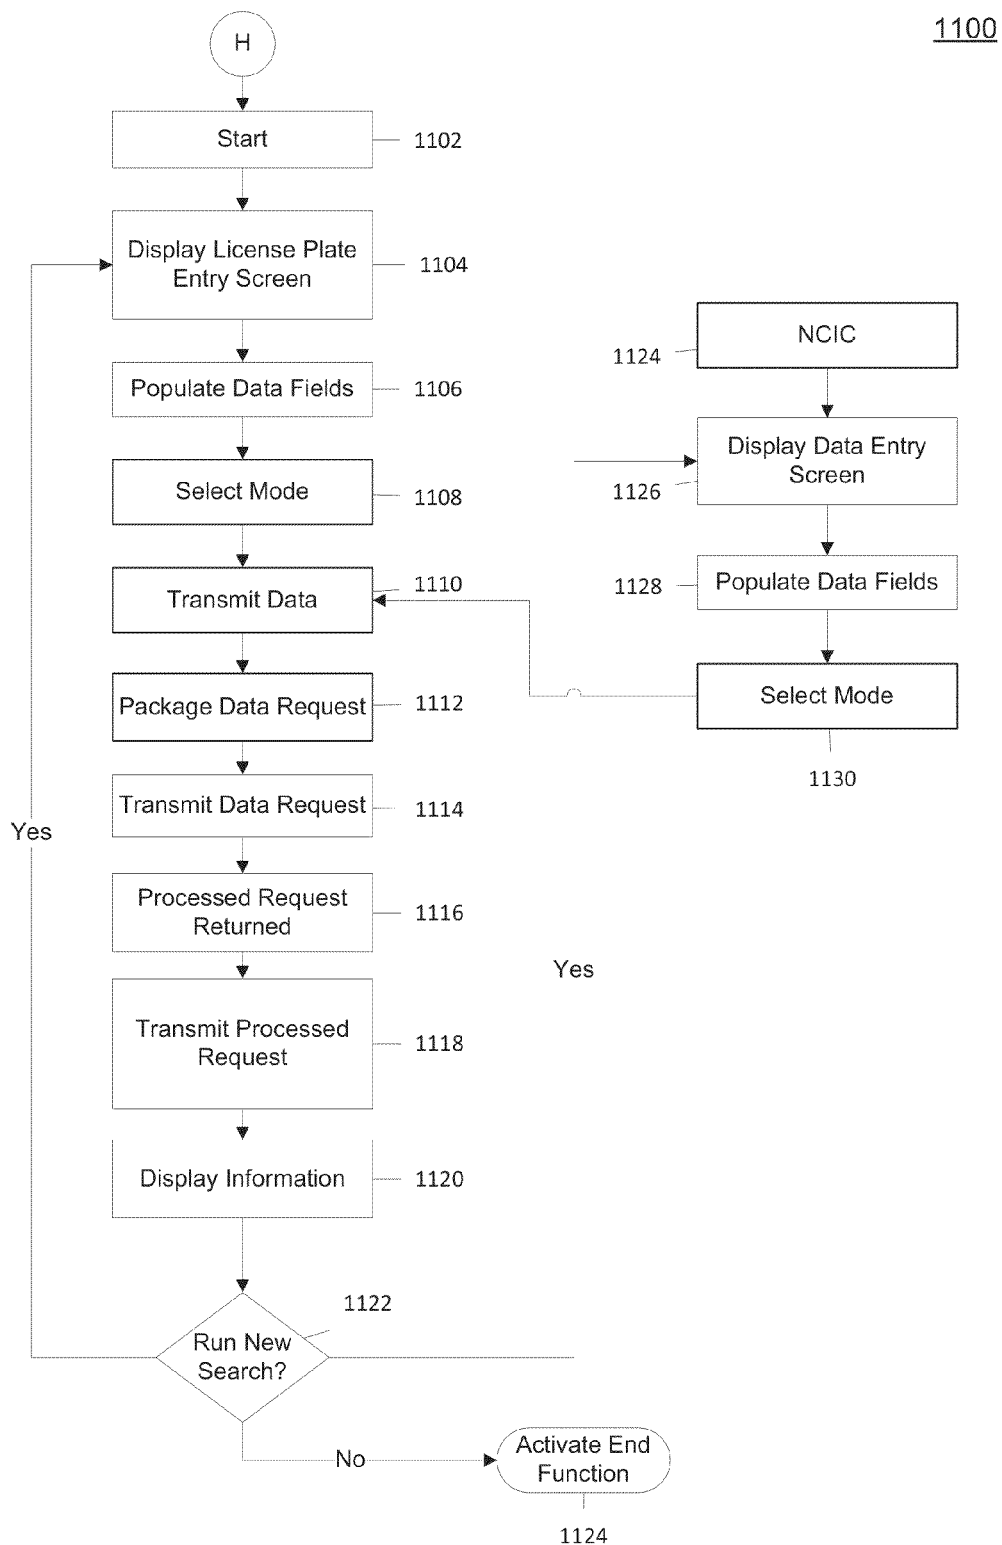 1100
H
Start
1102
Display License Plate
Entry Screen
1104
Populate Data Fields
1106
Select Mode
1108
Transmit Data
1110
Package Data Request
1112
Transmit Data Request
1114
Processed Request
Returned
1116
Transmit Processed
Request
1118
Display Information
1120
Run New
Search?
1122
Yes
Yes
No
Activate End
Function
1124
NCIC
1124
Display Data Entry
Screen
1126
Populate Data Fields
1128
Select Mode
1130